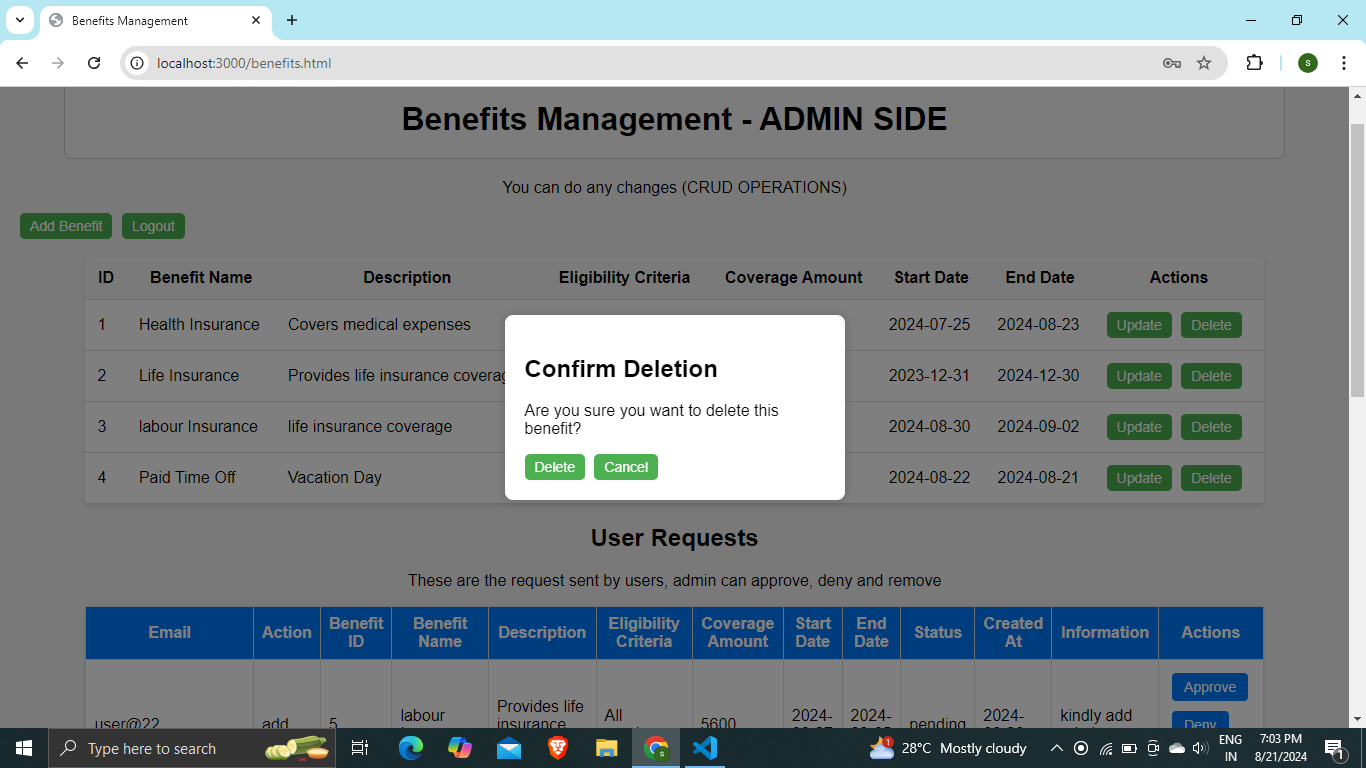 Benefits Management
localhost:3000/benefits.html
S
Benefits Management - ADMIN SIDE
You can do any changes (CRUD OPERATIONS)
Add Benefit Logout
ID Benefit Name Description Eligibility Criteria Coverage Amount Start Date End Date Actions
1 Health Insurance Covers medical expenses 2024-07-25 2024-08-23 Update Delete
2 Life Insurance Provides life insurance 2023-12-31 2024-12-30 Update Delete
3 labour Insurance life insurance coverage 2024-08-30 2024-09-02 Update Delete
4 Paid Time Off Vacation Day 2024-08-22 2024-08-21 Update Delete
Confirm Deletion
Are you sure you want to delete this
benefit?
Delete Cancel
User Requests
These are the request sent by users, admin can approve, deny and remove
Email Action Benefit ID Benefit Name Description Eligibility Criteria Coverage Amount Start Date End Date Status Created At Information Actions
user@22 add 5 labour Provides life insurance All 5600 2024- 2024- pending 2024- kindly add Approve
Deny
Type here to search
1
28°C Mostly cloudy
ENG
IN
7:03 PM
8/21/2024
1